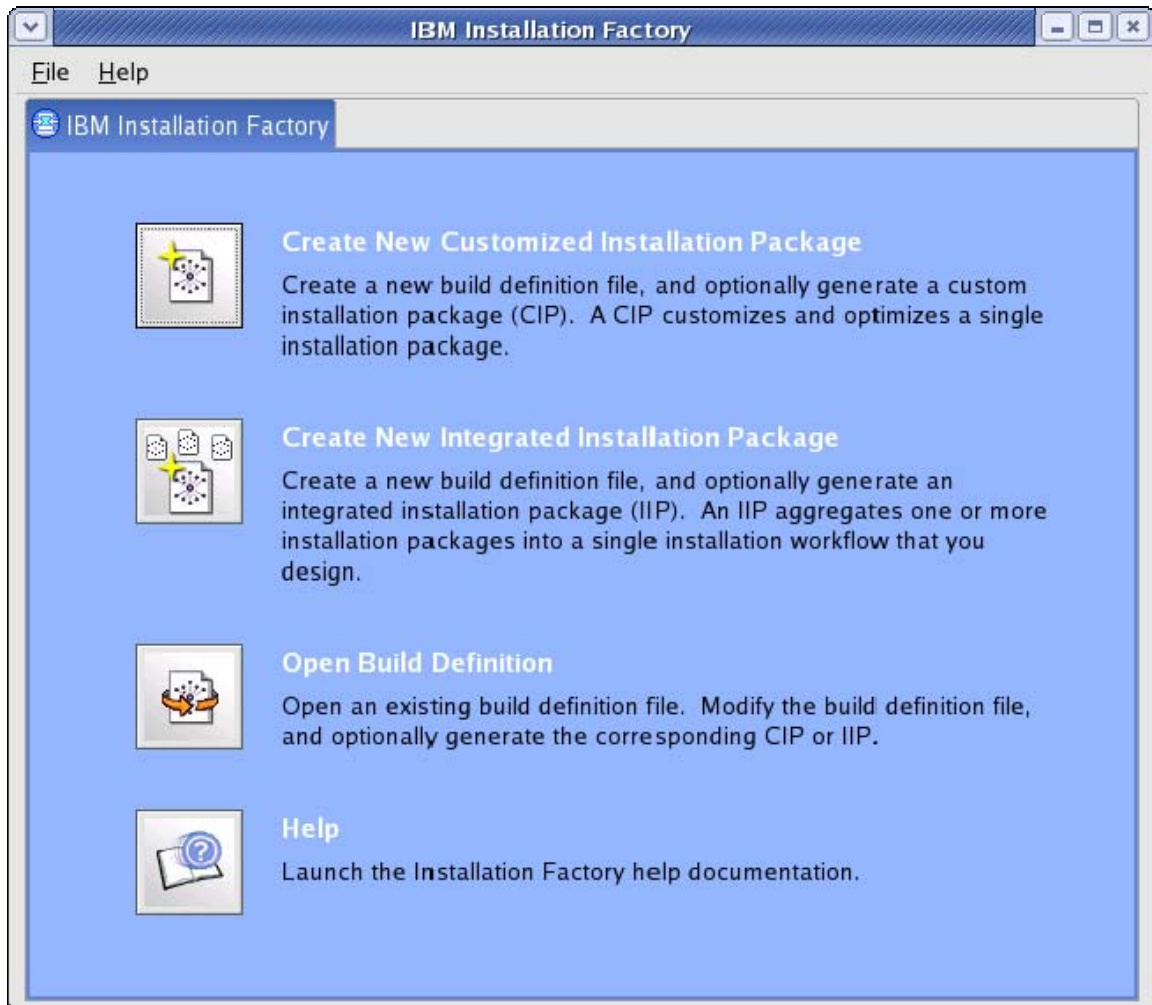 IBM Installation Factory
File Help
IBM Installation Factory
Create New Customized Installation Package
Create a new build definition file, and optionally generate a custom
installation package (CIP). A CIP customizes and optimizes a single
installation package.
Create New Integrated Installation Package
Create a new build definition file, and optionally generate an
integrated installation package (IIP). An IIP aggregates one or more
installation packages into a single installation workflow that you
design.
Open Build Definition
Open an existing build definition file. Modify the build definition file,
and optionally generate the corresponding CIP or IIP.
Help
Launch the Installation Factory help documentation.